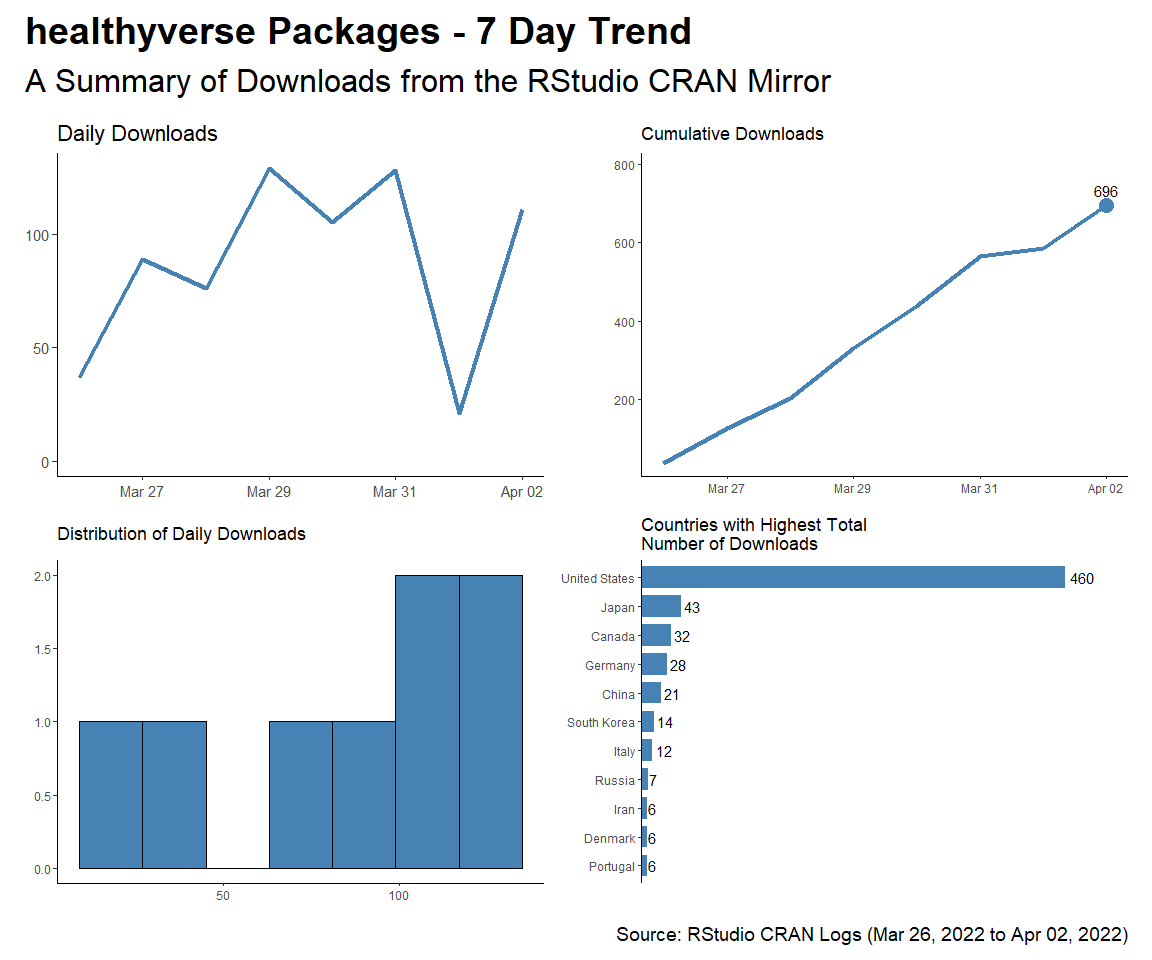 healthyverse Packages - 7 Day Trend
A Summary of Downloads from the RStudio CRAN Mirror
Daily Downloads
100
50
0
Mar 27 Mar 29 Mar 31 Apr 02
Cumulative Downloads
800
600
400
200
696
Mar 27 Mar 29 Mar 31 Apr 02
Distribution of Daily Downloads
2.0
1.5
1.0
0.5
0.0
50 100
Countries with Highest Total
Number of Downloads
United States 460
Japan 43
Canada 32
Germany 28
China 21
South Korea 14
Italy 12
Russia 7
Iran 6
Denmark 6
Portugal 6
Source: RStudio CRAN Logs (Mar 26, 2022 to Apr 02, 2022)